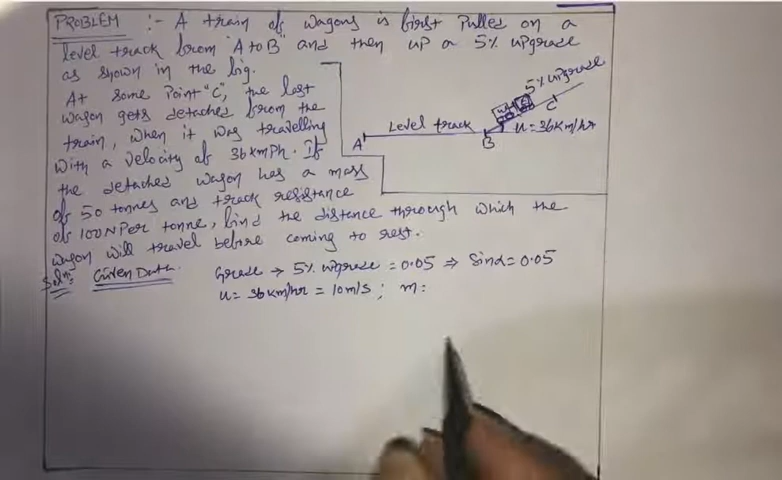 PROBLEM :- A train of wagons is first pulled on a
level track from "A to B" and then up a 5% upgrade
as shown in the fig.
At some Point "C", the last
wagon gets detached from the
train, when it was travelling
with a velocity of 36 kmph. If
the detached wagon has a mass
of 50 tonnes and track resistance
of 100N Per tonne, find the distance through which the
wagon will travel before coming to rest.
5% upgrade
C
Level track
u = 36 Km/hr
A
B
Soln: Given Data. Grade → 5% upgrade = 0.05 ⇒ Sinα = 0.05
u = 36 km/hr = 10 m/s ; m =